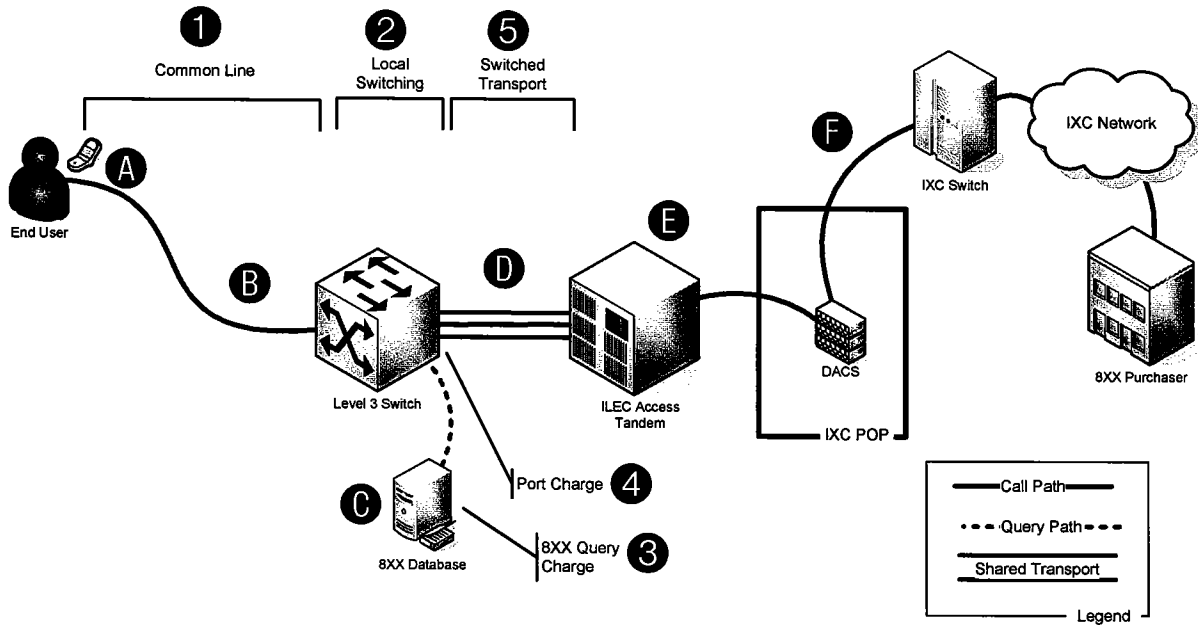 1
2
5
Common Line
Local
Switching
Switched
Transport
A
End User
B
D
E
F
IXC Switch
IXC Network
8XX Purchaser
Level 3 Switch
ILEC Access
Tandem
DACS
IXC POP
Port Charge
4
C
8XX Database
8XX Query
Charge
3
Call Path
Query Path
Shared Transport
Legend